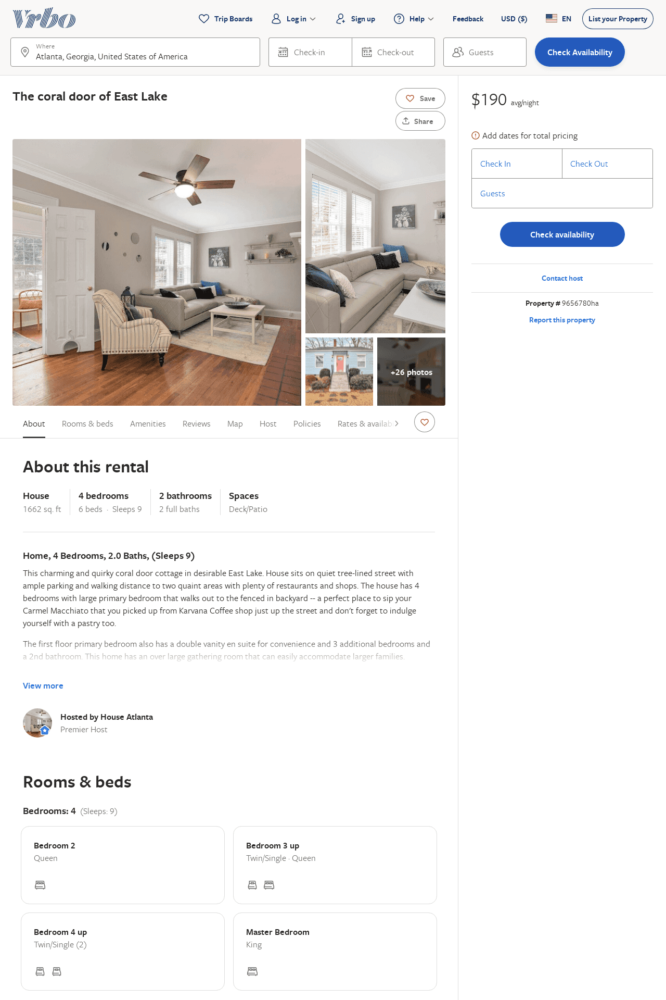 Vrbo
Trip Boards
Log in
Sign up
Help
Feedback
USD ($)
EN
List your Property
Where
Atlanta, Georgia, United States of America
Check-in
Check-out
Guests
Check Availability
The coral door of East Lake
Save
Share
$190 avg/night
Add dates for total pricing
Check In
Check Out
Guests
Check availability
Contact host
Property # 9656780ha
Report this property
+26 photos
About
Rooms & beds
Amenities
Reviews
Map
Host
Policies
Rates & availab
About this rental
House
1662 sq. ft
4 bedrooms
6 beds · Sleeps 9
2 bathrooms
2 full baths
Spaces
Deck/Patio
Home, 4 Bedrooms, 2.0 Baths, (Sleeps 9)
This charming and quirky coral door cottage in desirable East Lake. House sits on quiet tree-lined street with
ample parking and walking distance to two quaint areas with plenty of restaurants and shops. The house has 4
bedrooms with large primary bedroom that walks out to the fenced in backyard -- a perfect place to sip your
Carmel Macchiato that you picked up from Karvana Coffee shop just up the street and don't forget to indulge
yourself with a pastry too.
The first floor primary bedroom also has a double vanity en suite for convenience and 3 additional bedrooms and
a 2nd bathroom. This home has an over large gathering room that can easily accommodate larger families.
View more
Hosted by House Atlanta
Premier Host
Rooms & beds
Bedrooms: 4 (Sleeps: 9)
Bedroom 2
Queen
Bedroom 3 up
Twin/Single · Queen
Bedroom 4 up
Twin/Single (2)
Master Bedroom
King